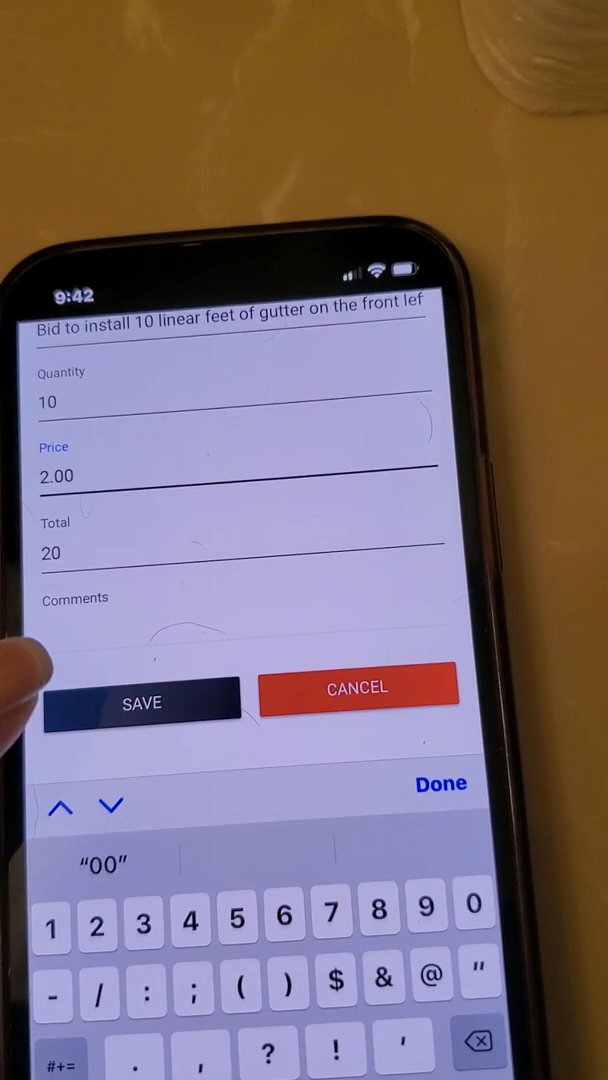 9:42
Bid to install 10 linear feet of gutter on the front lef
Quantity
10
Price
2.00
Total
20
Comments
SAVE CANCEL
Done
"00"
1 2 3 4 5 6 7 8 9 0
- / : ; ( ) $ & @ "
#+= . , ? ! '